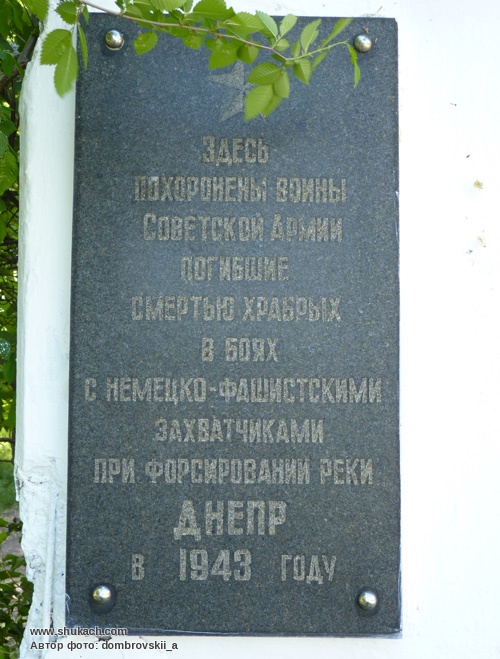 ЗДЕСЬ
ПОХОРОНЕНЫ ВОИНЫ
СОВЕТСКОЙ АРМИИ
ПОГИБШИЕ
СМЕРТЬЮ ХРАБРЫХ
В БОЯХ
С НЕМЕЦКО-ФАШИСТСКИМИ
ЗАХВАТЧИКАМИ
ПРИ ФОРСИРОВАНИИ РЕКИ
ДНЕПР
В 1943 ГОДУ
www.shukach.com
Автор фото: dombrovskii_a